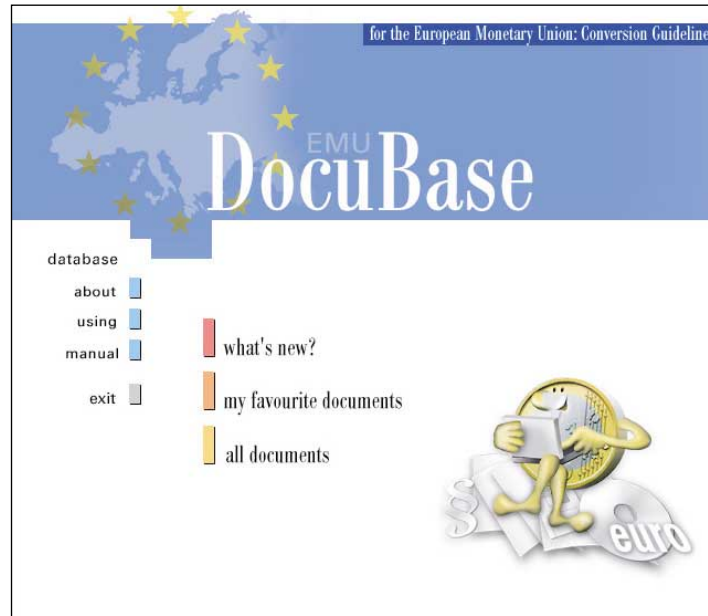 for the European Monetary Union: Conversion Guideline
EMU
DocuBase
database
about
using
manual
exit
what's new?
my favourite documents
all documents
§
euro